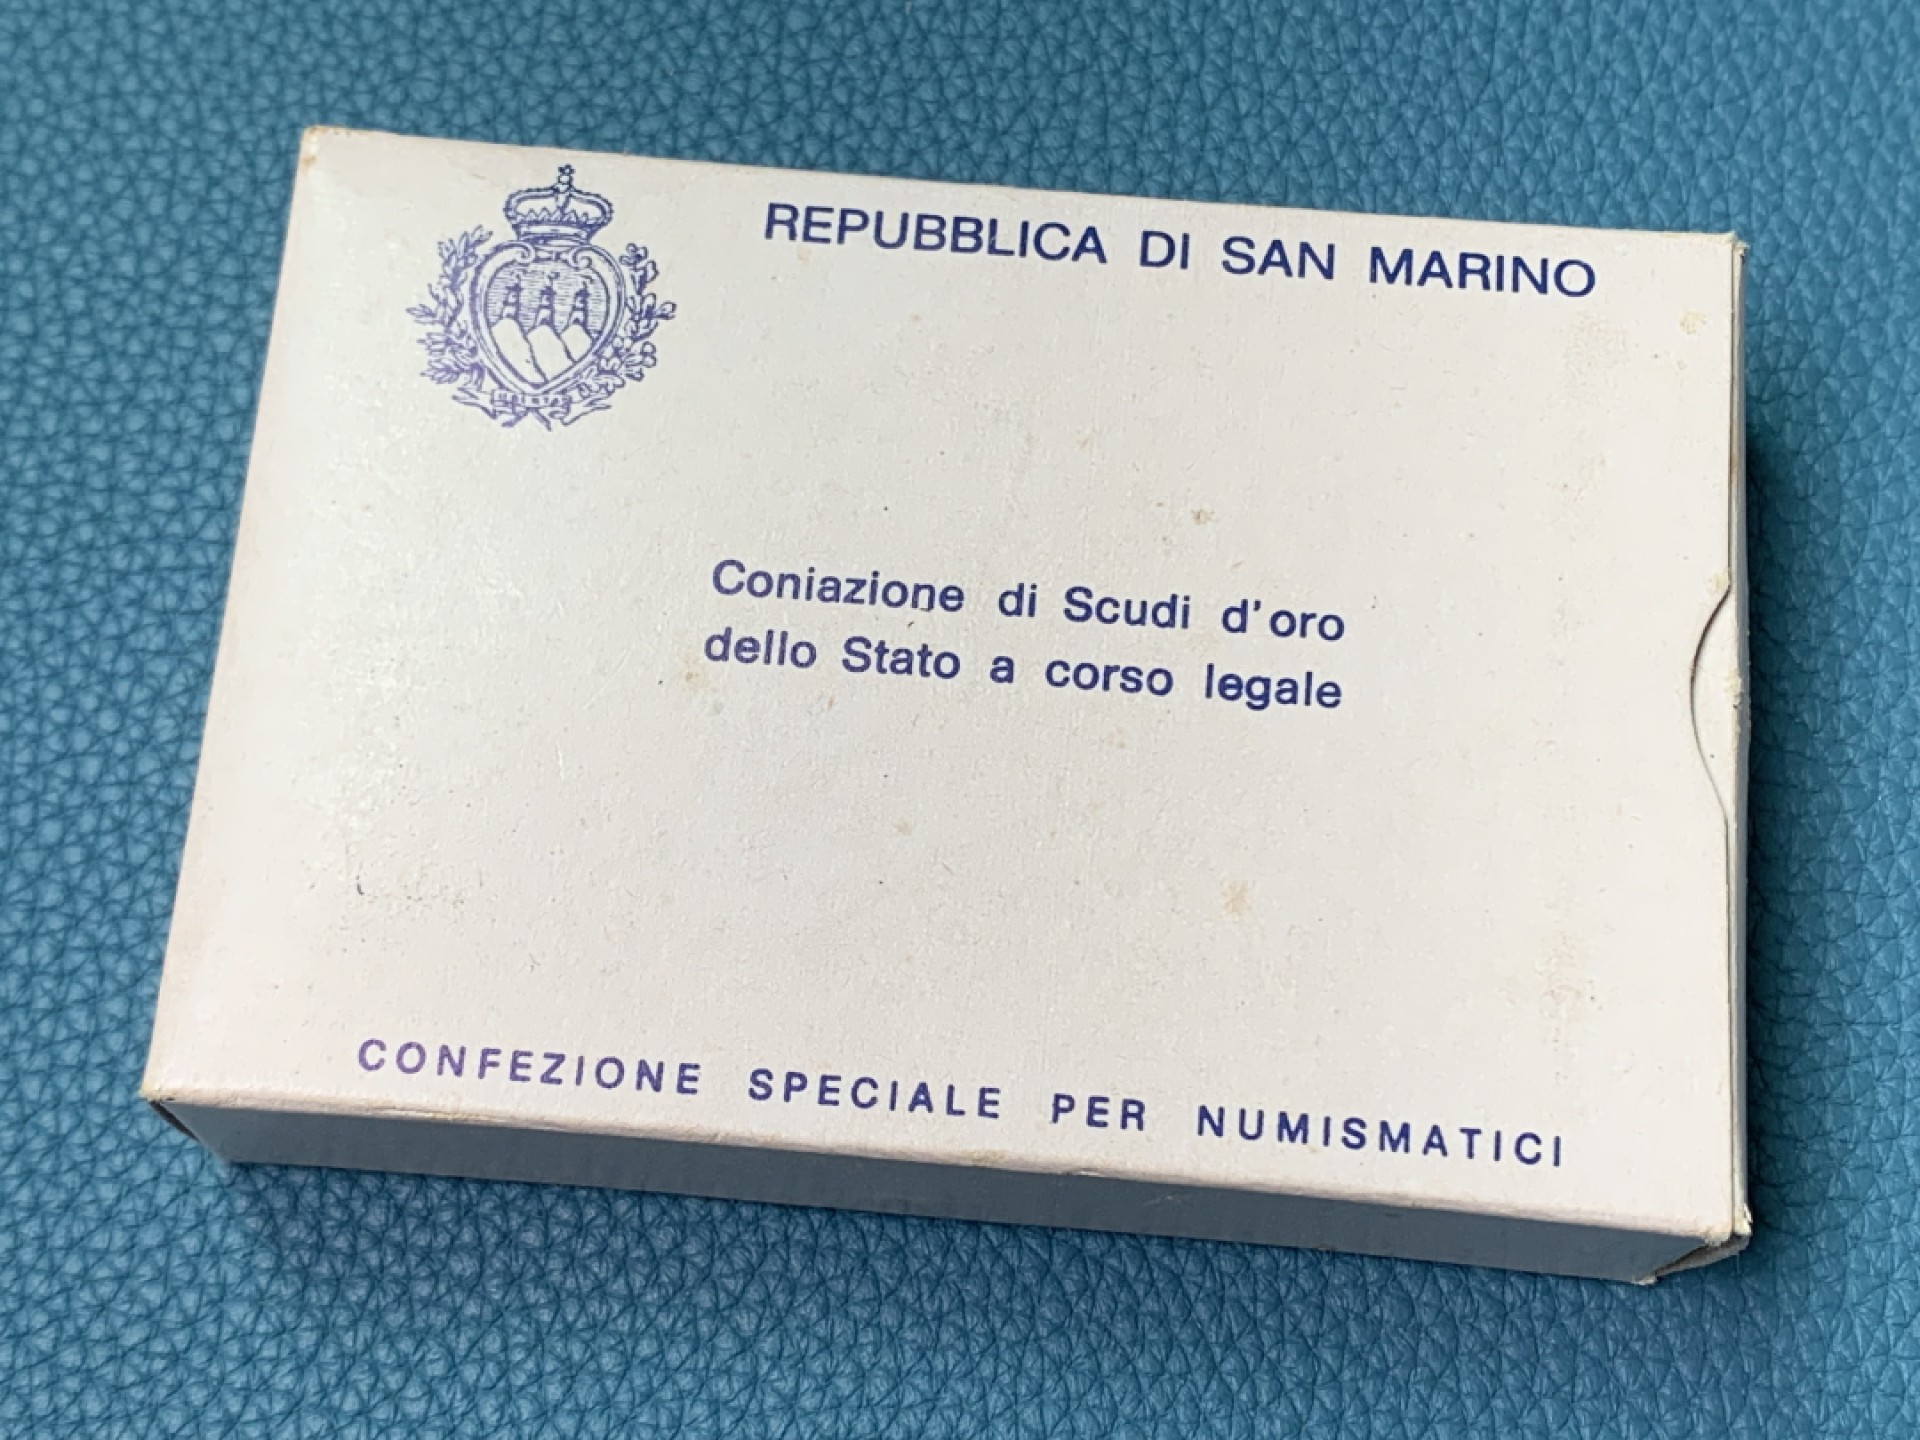 REPUBBLICA DI SAN MARINO
Coniazione di Scudi d'oro
dello Stato a corso legale
CONFEZIONE SPECIALE PER NUMISMATICI